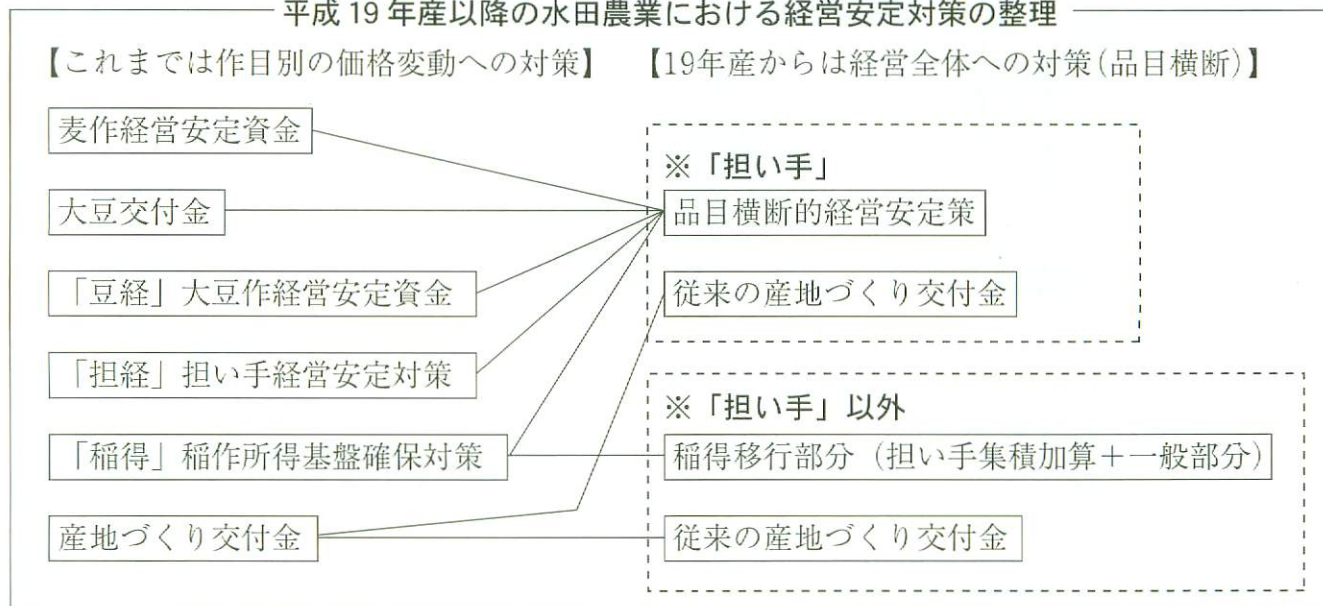 平成 19 年産以降の水田農業における経営安定対策の整理
【これまでは作目別の価格変動への対策】
【19年産からは経営全体への対策(品目横断)】
麦作経営安定資金
大豆交付金
「豆経」大豆作経営安定資金
「担経」担い手経営安定対策
「稲得」稲作所得基盤確保対策
産地づくり交付金
※「担い手」
品目横断的経営安定策
従来の産地づくり交付金
※「担い手」以外
稲得移行部分（担い手集積加算＋一般部分）
従来の産地づくり交付金